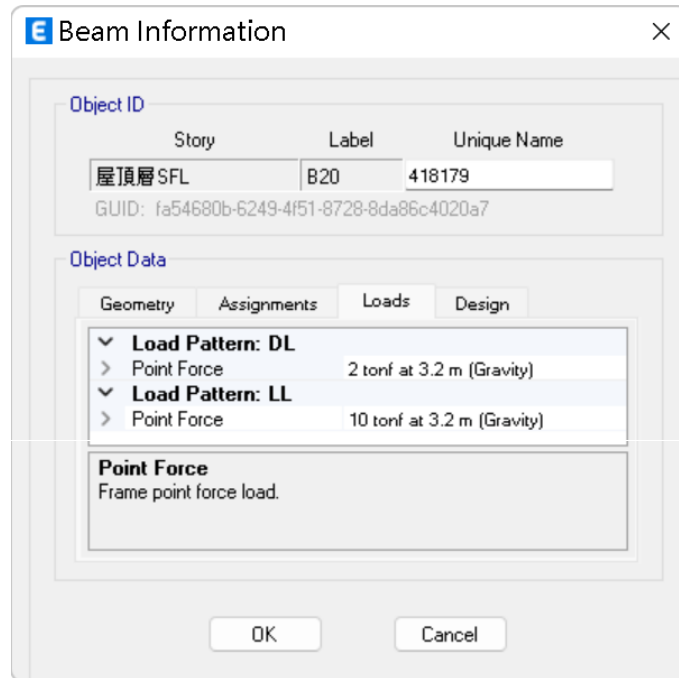 E Beam Information
Object ID
Story Label Unique Name
屋頂層SFL B20 418179
GUID: fa54680b-6249-4f51-8728-8da86c4020a7
Object Data
Geometry Assignments Loads Design
Load Pattern: DL
Point Force 2 tonf at 3.2 m (Gravity)
Load Pattern: LL
Point Force 10 tonf at 3.2 m (Gravity)
Point Force
Frame point force load.
OK Cancel